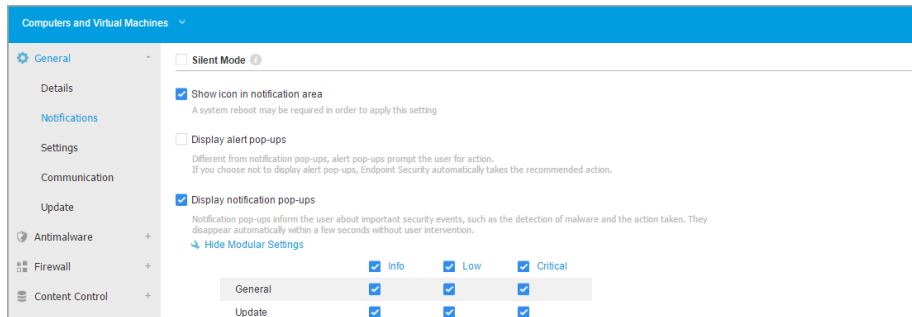 Computers and Virtual Machines
General -
Details
Notifications
Settings
Communication
Update
Antimalware +
Firewall +
Content Control +
Silent Mode i
Show icon in notification area
A system reboot may be required in order to apply this setting
Display alert pop-ups
Different from notification pop-ups, alert pop-ups prompt the user for action.
If you choose not to display alert pop-ups, Endpoint Security automatically takes the recommended action.
Display notification pop-ups
Notification pop-ups inform the user about important security events, such as the detection of malware and the action taken. They
disappear automatically within a few seconds without user intervention.
Hide Modular Settings
Info Low Critical
General
Update